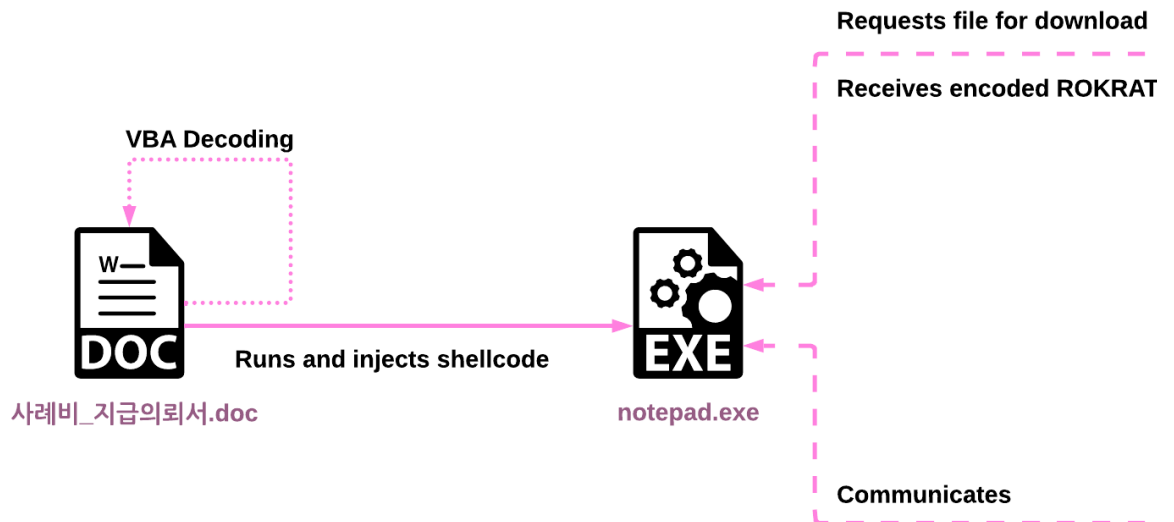 Requests file for download
Receives encoded ROKRAT
VBA Decoding
W
DOC
Runs and injects shellcode
EXE
사례비_지급의뢰서.doc
notepad.exe
Communicates